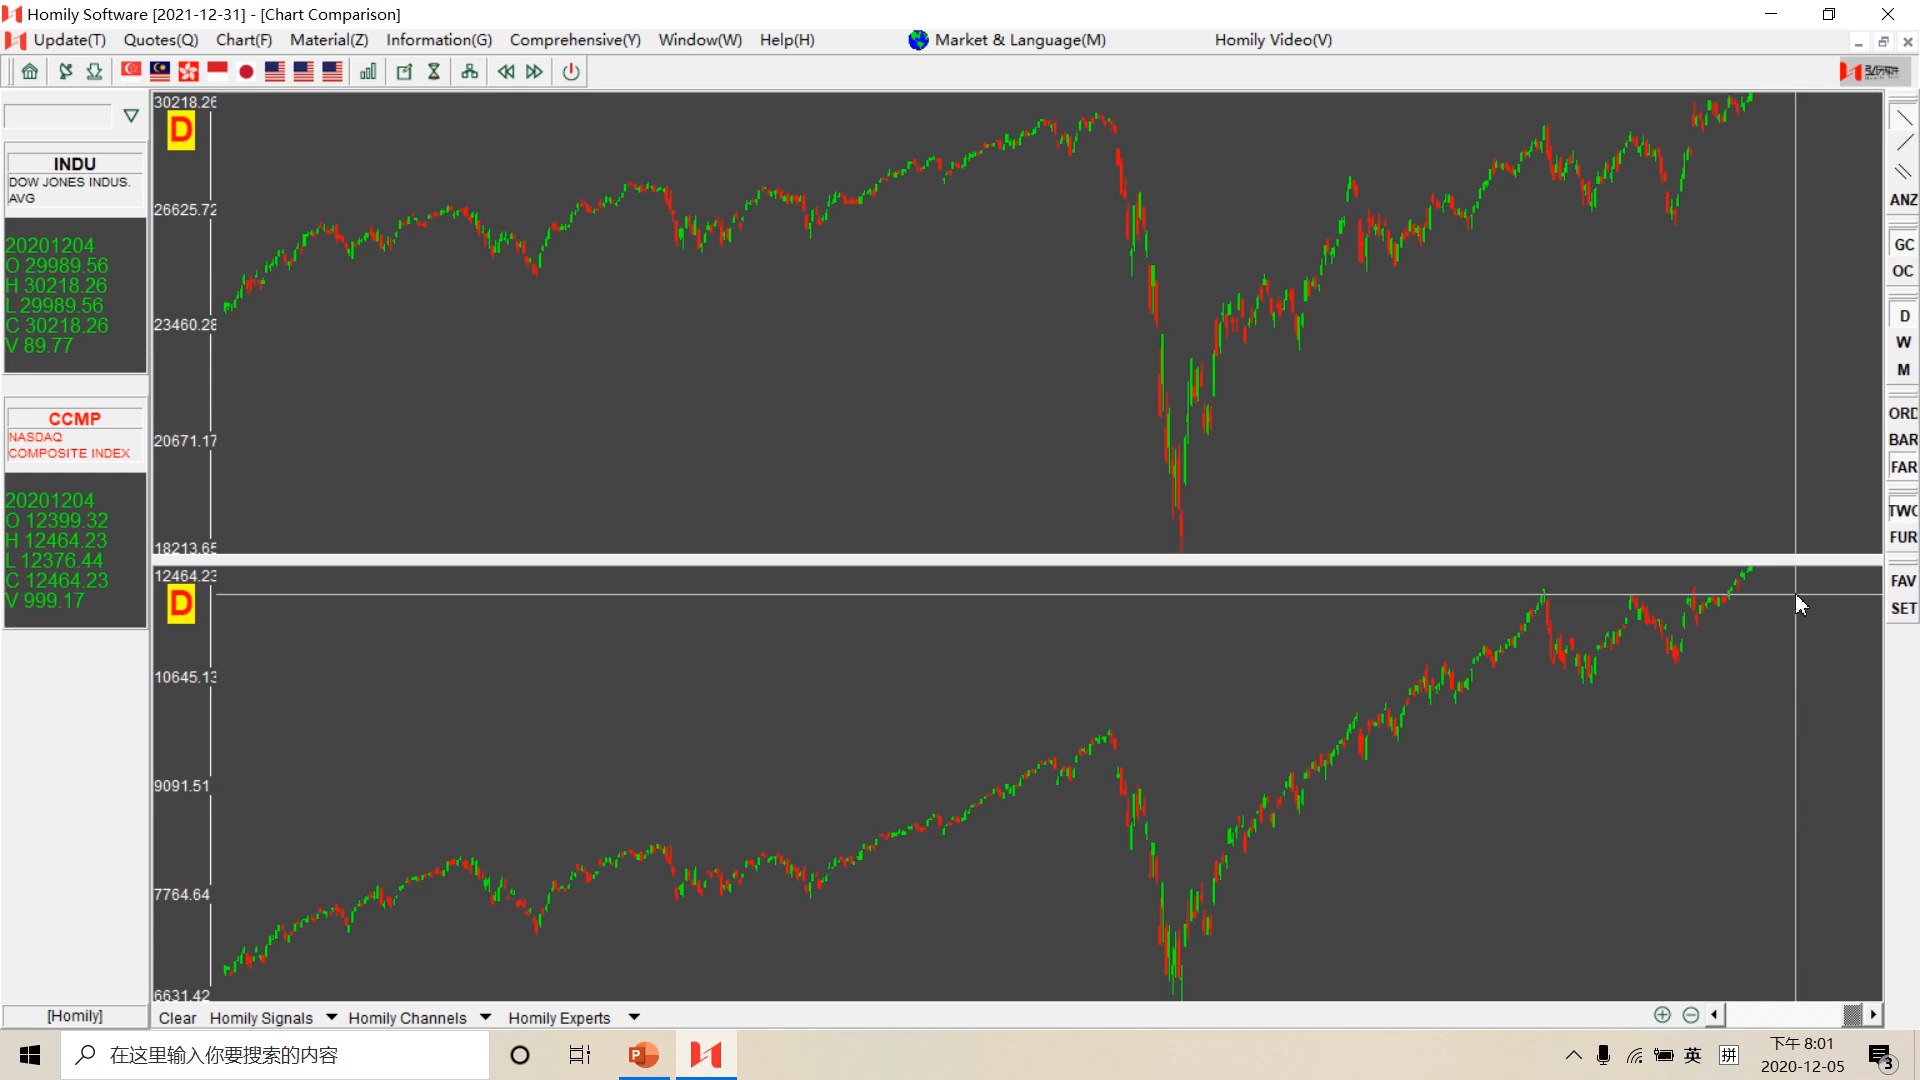 Homily Software [2021-12-31] - [Chart Comparison]
Update(T) Quotes(Q) Chart(F) Material(Z) Information(G) Comprehensive(Y) Window(W) Help(H) Market & Language(M) Homily Video(V)
INDU
DOW JONES INDUS.
AVG
20201204
O 29989.56
H 30218.26
L 29989.56
C 30218.26
V 89.77
CCMP
NASDAQ
COMPOSITE INDEX
20201204
O 12399.32
H 12464.23
L 12376.44
C 12464.23
V 999.17
[Homily]
30218.26
D
26625.72
23460.28
20671.17
18213.65
12464.23
D
10645.13
9091.51
7764.64
6631.42
ANZ
GC
OC
D
W
M
ORD
BAR
FAR
FUR
FAV
SET
Clear Homily Signals Homily Channels Homily Experts
在这里输入你要搜索的内容
P
英
拼
下午 8:01
2020-12-05
3